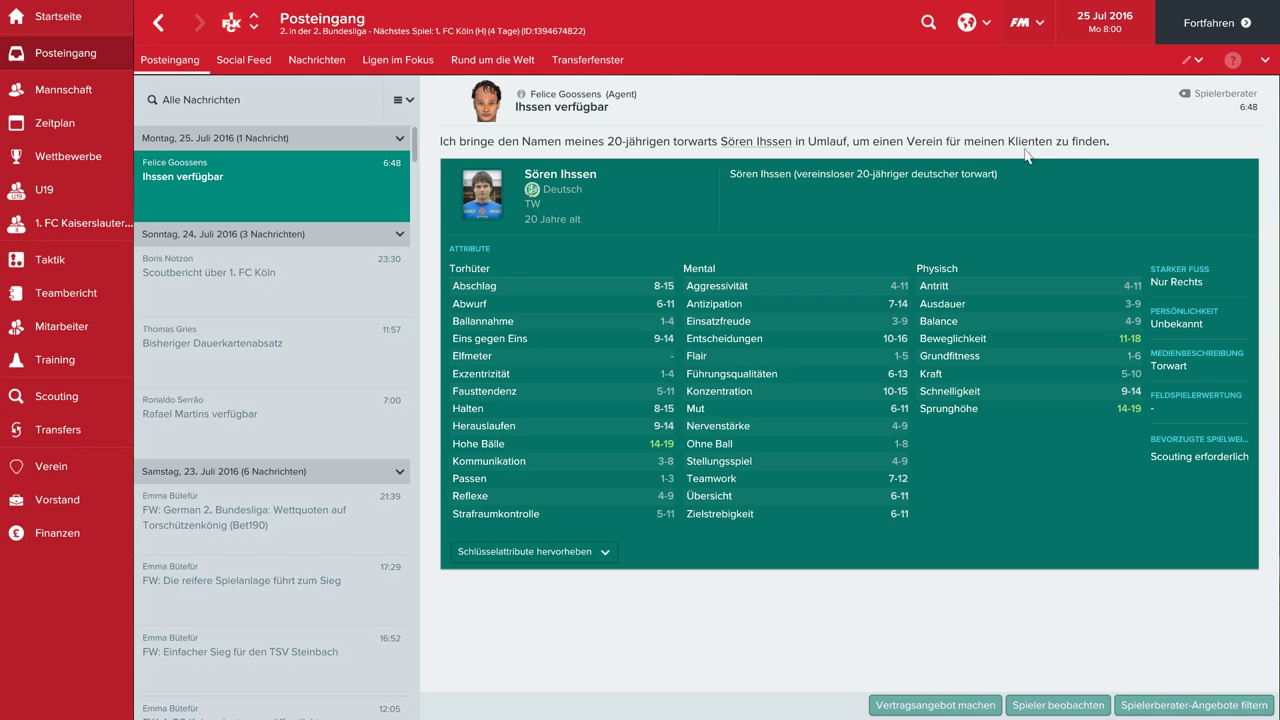 Startseite
Posteingang
Mannschaft
Zeitplan
Wettbewerbe
U19
U19
1. FC Kaiserslauter...
Taktik
Teambericht
Mitarbeiter
Training
Scouting
Transfers
Verein
Vorstand
Finanzen
Posteingang
2. in der 2. Bundesliga - Nächstes Spiel: 1. FC Köln (H) (4 Tage) (ID:1394674822)
FM
25 Jul 2016
Mo 8:00
Fortfahren
Posteingang
Social Feed
Nachrichten
Ligen im Fokus
Rund um die Welt
Transferfenster
?
Alle Nachrichten
Montag, 25. Juli 2016 (1 Nachricht)
Felice Goossens 6:48
Ihssen verfügbar
Sonntag, 24. Juli 2016 (3 Nachrichten)
Boris Notzon 23:30
Scoutbericht über 1. FC Köln
Thomas Gries 11:57
Bisheriger Dauerkartenabsatz
Ronaldo Serrão 7:00
Rafael Martins verfügbar
Samstag, 23. Juli 2016 (6 Nachrichten)
Emma Bütefür 21:39
FW: German 2. Bundesliga: Wettquoten auf
Torschützenkönig (Bet190)
Emma Bütefür 17:29
FW: Die reifere Spielanlage führt zum Sieg
Emma Bütefür 16:52
FW: Einfacher Sieg für den TSV Steinbach
Emma Bütefür 12:05
Felice Goossens (Agent)
Ihssen verfügbar
Spielerberater
6:48
Ich bringe den Namen meines 20-jährigen torwarts Sören Ihssen in Umlauf, um einen Verein für meinen Klienten zu finden.
Sören Ihssen
Deutsch
TW
20 Jahre alt
Sören Ihssen (vereinsloser 20-jähriger deutscher torwart)
ATTRIBUTE
Torhüter
Abschlag 8-15
Abwurf 6-11
Ballannahme 1-4
Eins gegen Eins 9-14
Elfmeter -
Exzentrizität 1-4
Fausttendenz 5-11
Halten 8-15
Herauslaufen 9-14
Hohe Bälle 14-19
Kommunikation 3-8
Passen 1-3
Reflexe 4-9
Strafraumkontrolle 5-11
Mental
Aggressivität 4-11
Antizipation 7-14
Einsatzfreude 3-9
Entscheidungen 10-16
Flair 1-5
Führungsqualitäten 6-13
Konzentration 10-15
Mut 6-11
Nervenstärke 4-9
Ohne Ball 1-8
Stellungsspiel 4-9
Teamwork 7-12
Übersicht 6-11
Zielstrebigkeit 6-11
Physisch
Antritt 4-11
Ausdauer 3-9
Balance 4-9
Beweglichkeit 11-18
Grundfitness 1-6
Kraft 5-10
Schnelligkeit 9-14
Sprunghöhe 14-19
STARKER FUSS
Nur Rechts
PERSÖNLICHKEIT
Unbekannt
MEDIENBESCHREIBUNG
Torwart
FELDSPIELERWERTUNG
-
BEVORZUGTE SPIELWEI...
Scouting erforderlich
Schlüsselattribute hervorheben
Vertragsangebot machen
Spieler beobachten
Spielerberater-Angebote filtern